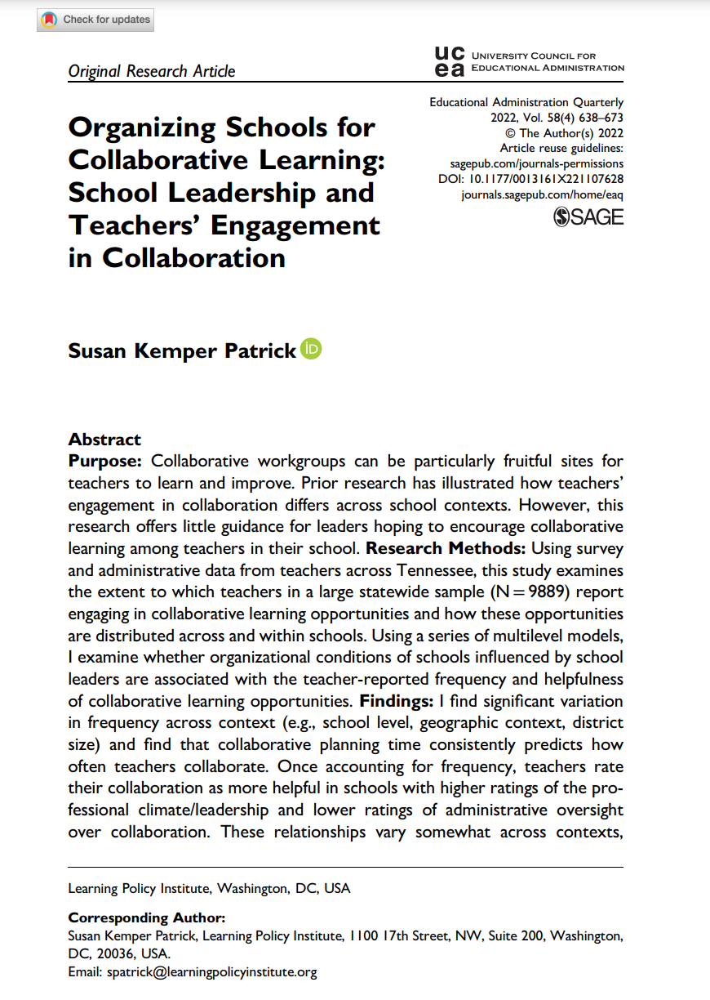 Check for updates
Original Research Article
uc
ea
University Council for
Educational Administration
Educational Administration Quarterly
2022, Vol. 58(4) 638–673
© The Author(s) 2022
Article reuse guidelines:
sagepub.com/journals-permissions
DOI: 10.1177/0013161X221107628
journals.sagepub.com/home/eaq
SAGE
Organizing Schools for
Collaborative Learning:
School Leadership and
Teachers’ Engagement
in Collaboration
Susan Kemper Patrick iD
Abstract
Purpose: Collaborative workgroups can be particularly fruitful sites for
teachers to learn and improve. Prior research has illustrated how teachers’
engagement in collaboration differs across school contexts. However, this
research offers little guidance for leaders hoping to encourage collaborative
learning among teachers in their school. Research Methods: Using survey
and administrative data from teachers across Tennessee, this study examines
the extent to which teachers in a large statewide sample (N = 9889) report
engaging in collaborative learning opportunities and how these opportunities
are distributed across and within schools. Using a series of multilevel models,
I examine whether organizational conditions of schools influenced by school
leaders are associated with the teacher-reported frequency and helpfulness
of collaborative learning opportunities. Findings: I find significant variation
in frequency across context (e.g., school level, geographic context, district
size) and find that collaborative planning time consistently predicts how
often teachers collaborate. Once accounting for frequency, teachers rate
their collaboration as more helpful in schools with higher ratings of the pro-
fessional climate/leadership and lower ratings of administrative oversight
over collaboration. These relationships vary somewhat across contexts,
Learning Policy Institute, Washington, DC, USA
Corresponding Author:
Susan Kemper Patrick, Learning Policy Institute, 1100 17th Street, NW, Suite 200, Washington,
DC, 20036, USA.
Email: spatrick@learningpolicyinstitute.org